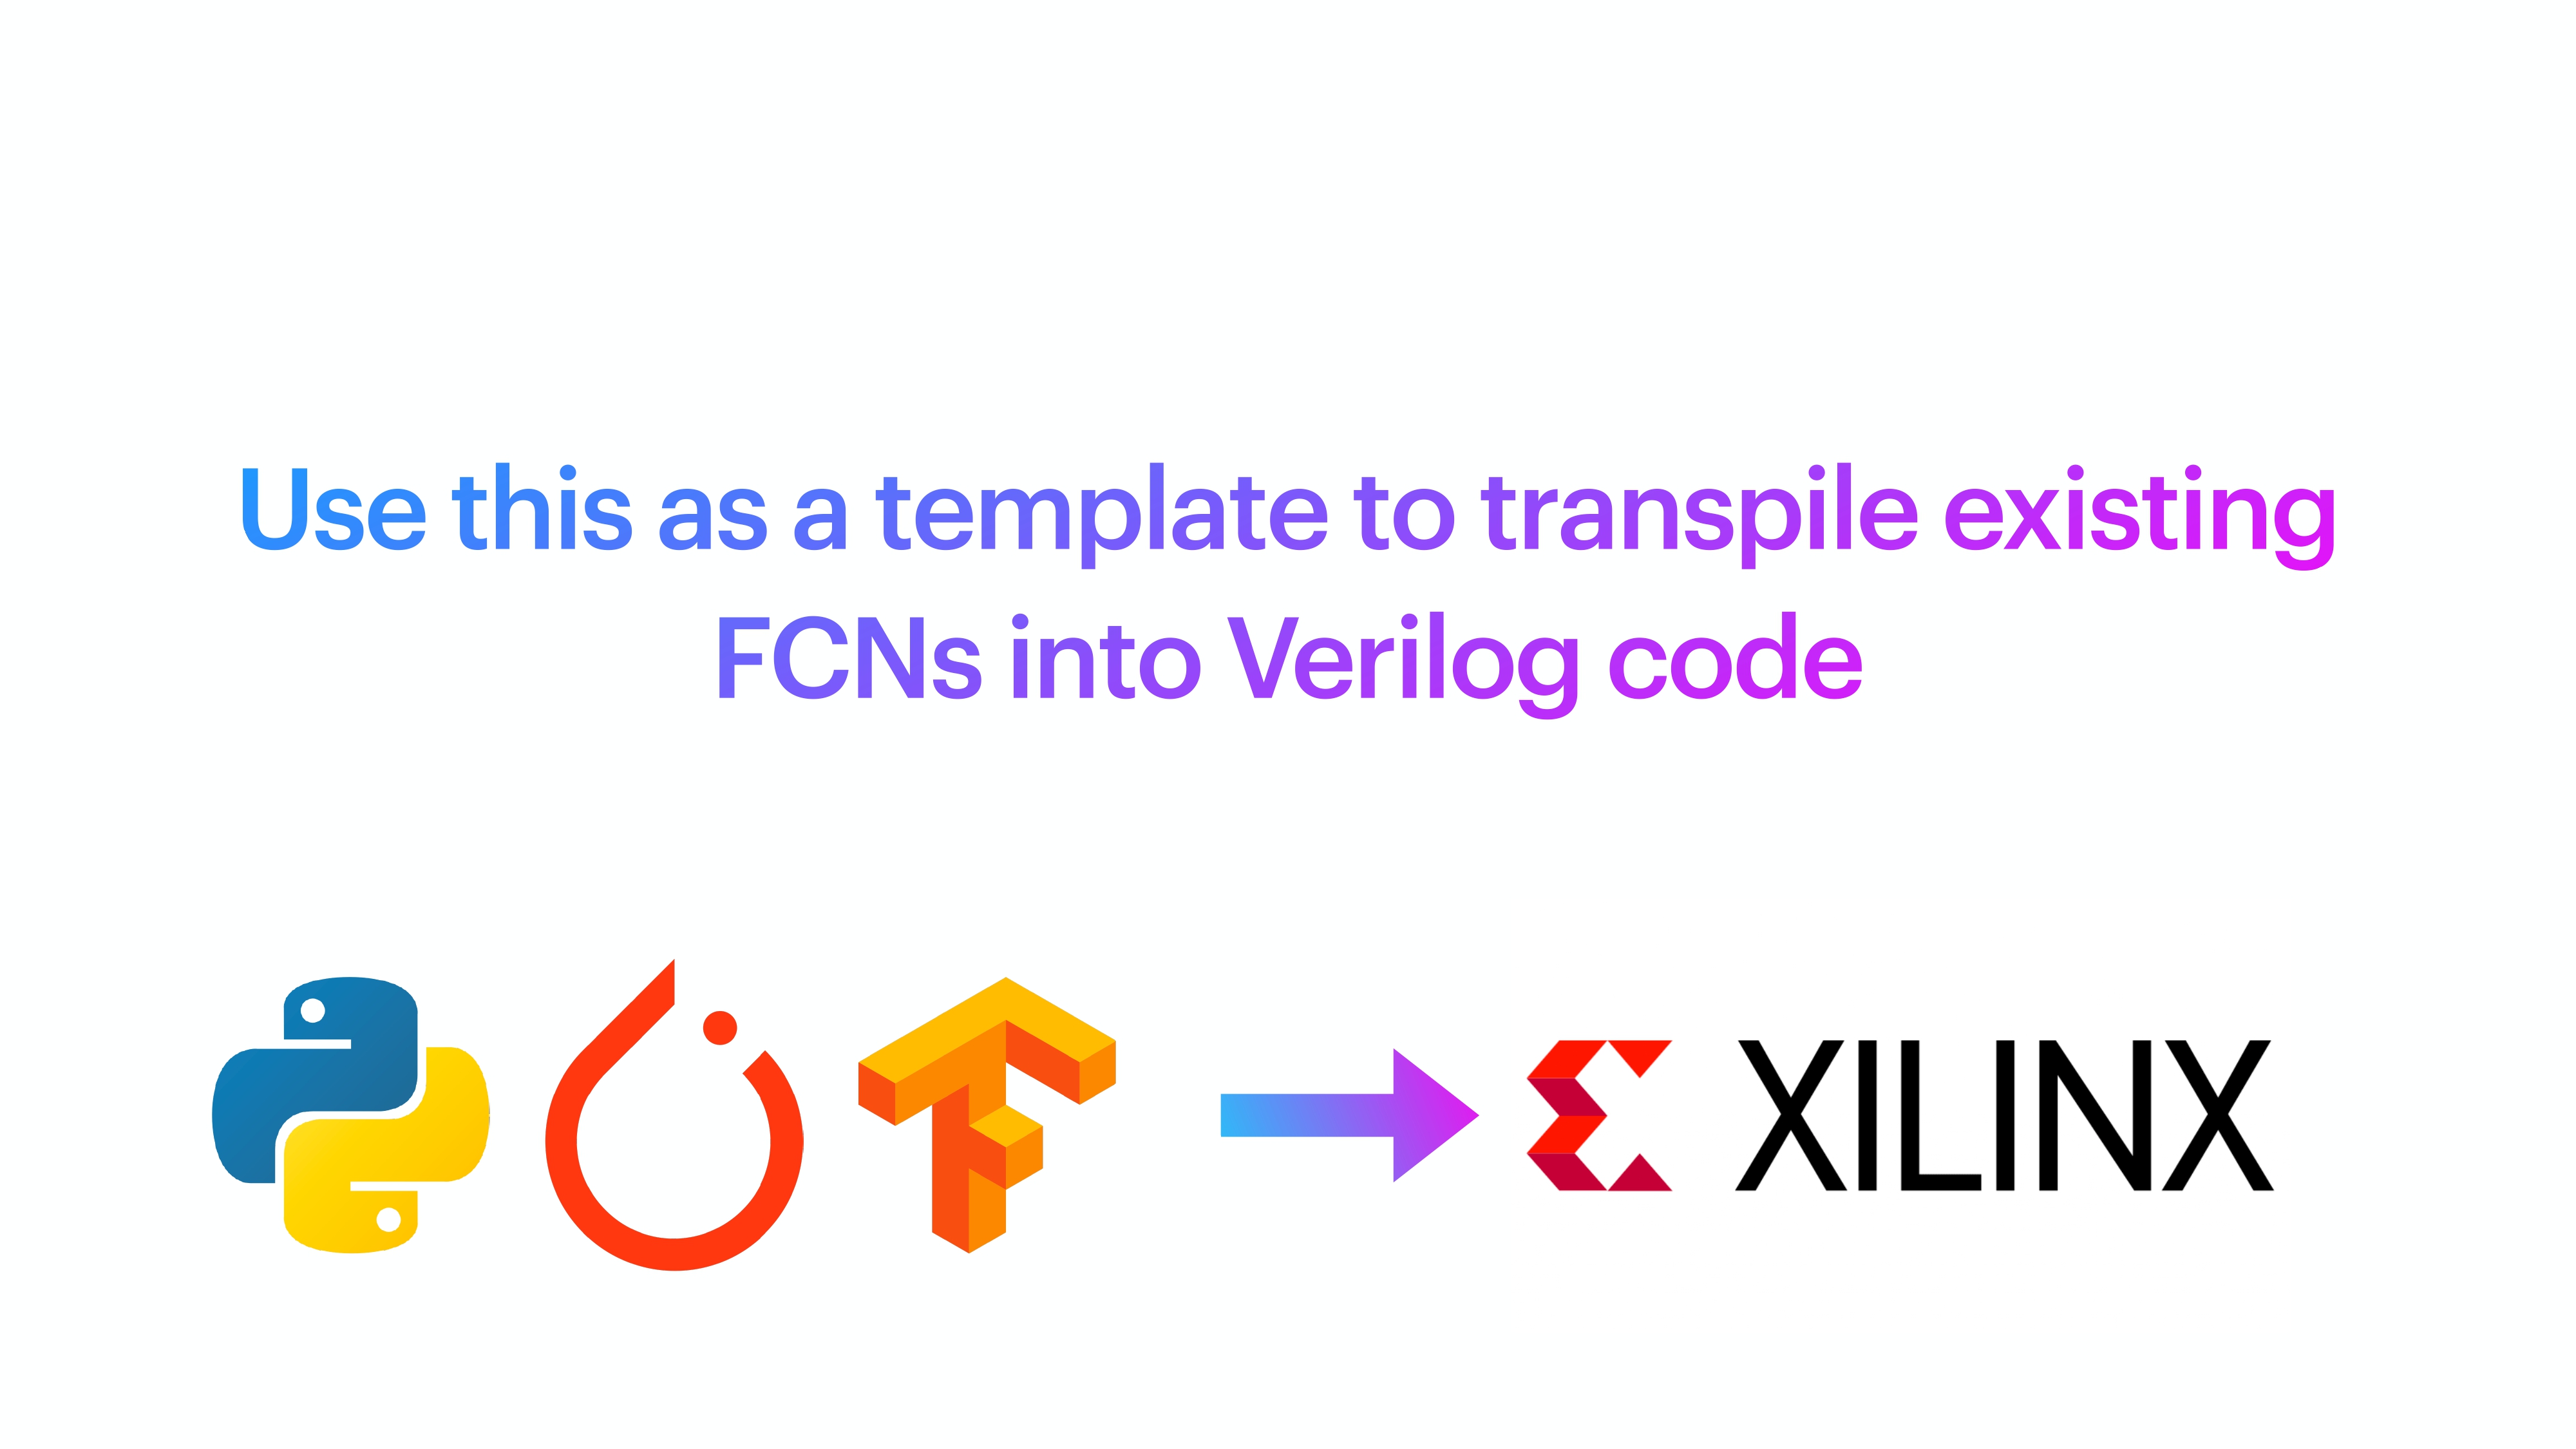 Use this as a template to transpile existing
FCNs into Verilog code
XILINX